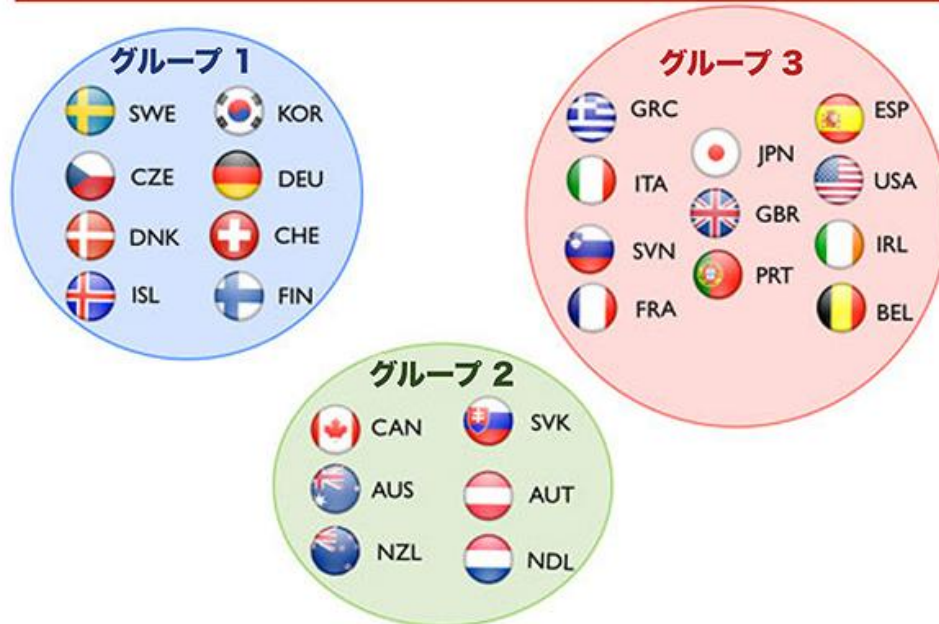 グループ 1
SWE
KOR
CZE
DEU
DNK
CHE
ISL
FIN
グループ 3
GRC
ESP
JPN
ITA
USA
GBR
SVN
IRL
PRT
FRA
BEL
グループ 2
CAN
SVK
AUS
AUT
NZL
NDL